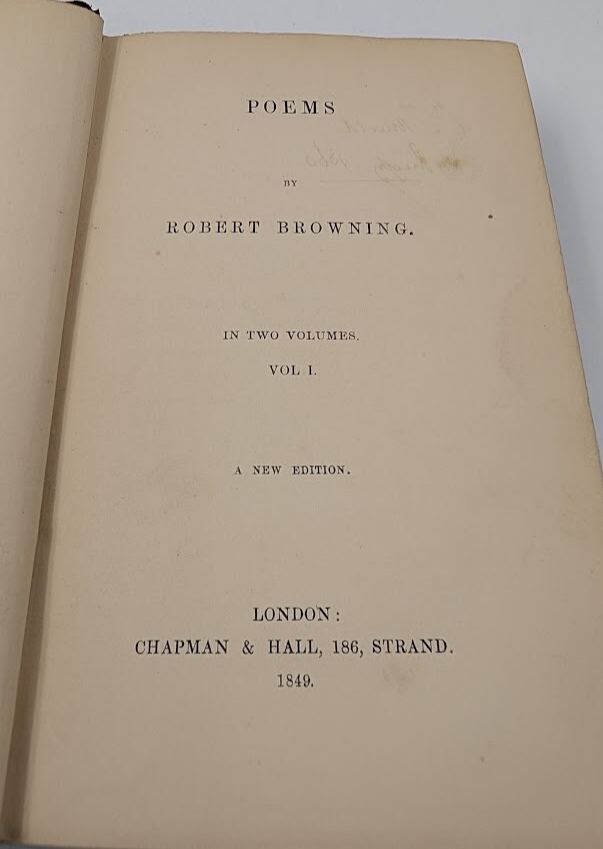 POEMS
BY
ROBERT BROWNING.
IN TWO VOLUMES.
VOL I.
A NEW EDITION.
LONDON:
CHAPMAN & HALL, 186, STRAND.
1849.